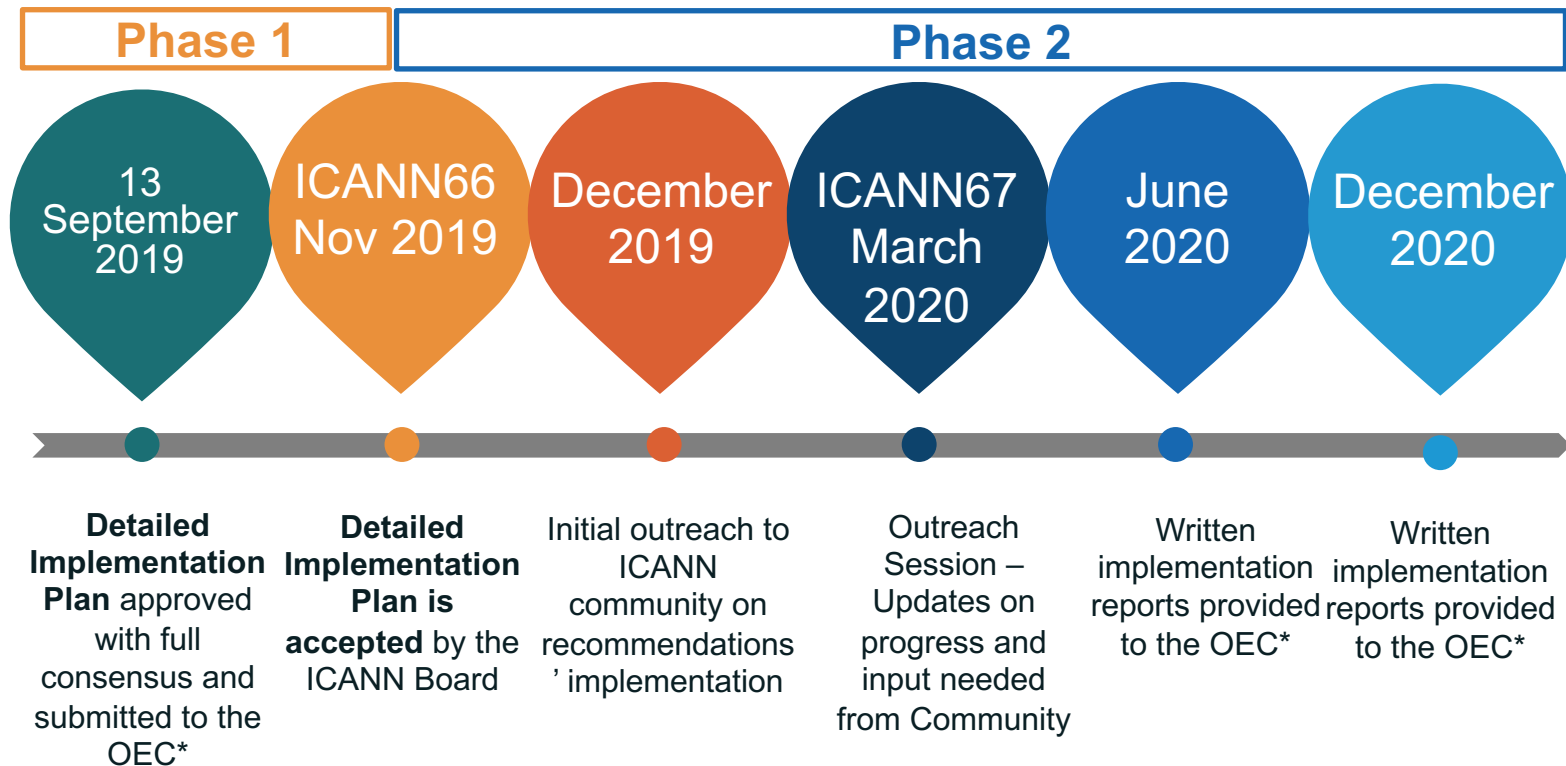 Phase 1
Phase 2
13
September
2019
ICANN66
Nov 2019
December
2019
ICANN67
March
2020
June
2020
December
2020
Detailed
Implementation
Plan approved
with full
consensus and
submitted to the
OEC*
Detailed
Implementation
Plan is
accepted by the
ICANN Board
Initial outreach to
ICANN
community on
recommendations
’ implementation
Outreach
Session –
Updates on
progress and
input needed
from Community
Written
implementation
reports provided
to the OEC*
Written
implementation
reports provided
to the OEC*